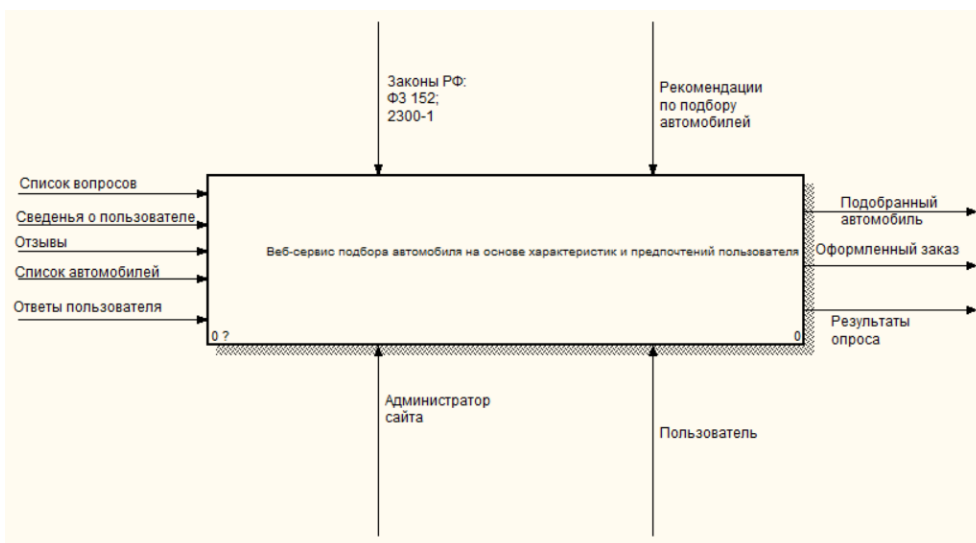 Законы РФ:
ФЗ 152;
2300-1
Рекомендации
по подбору
автомобилей
Список вопросов
Сведенья о пользователе
Отзывы
Список автомобилей
Ответы пользователя
Веб-сервис подбора автомобиля на основе характеристик и предпочтений пользователя
0 ?
0
Подобранный
автомобиль
Оформленный заказ
Результаты
опроса
Администратор
сайта
Пользователь